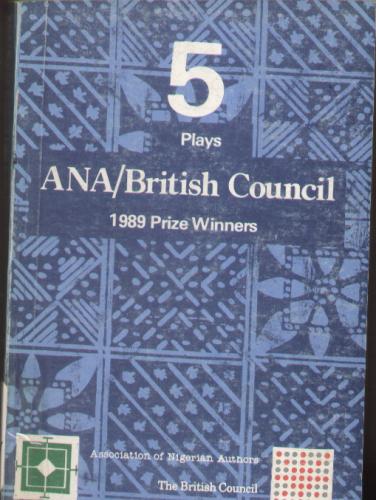 5
Plays
ANA/British Council
1989 Prize Winners
Association of Nigerian Authors
The British Council